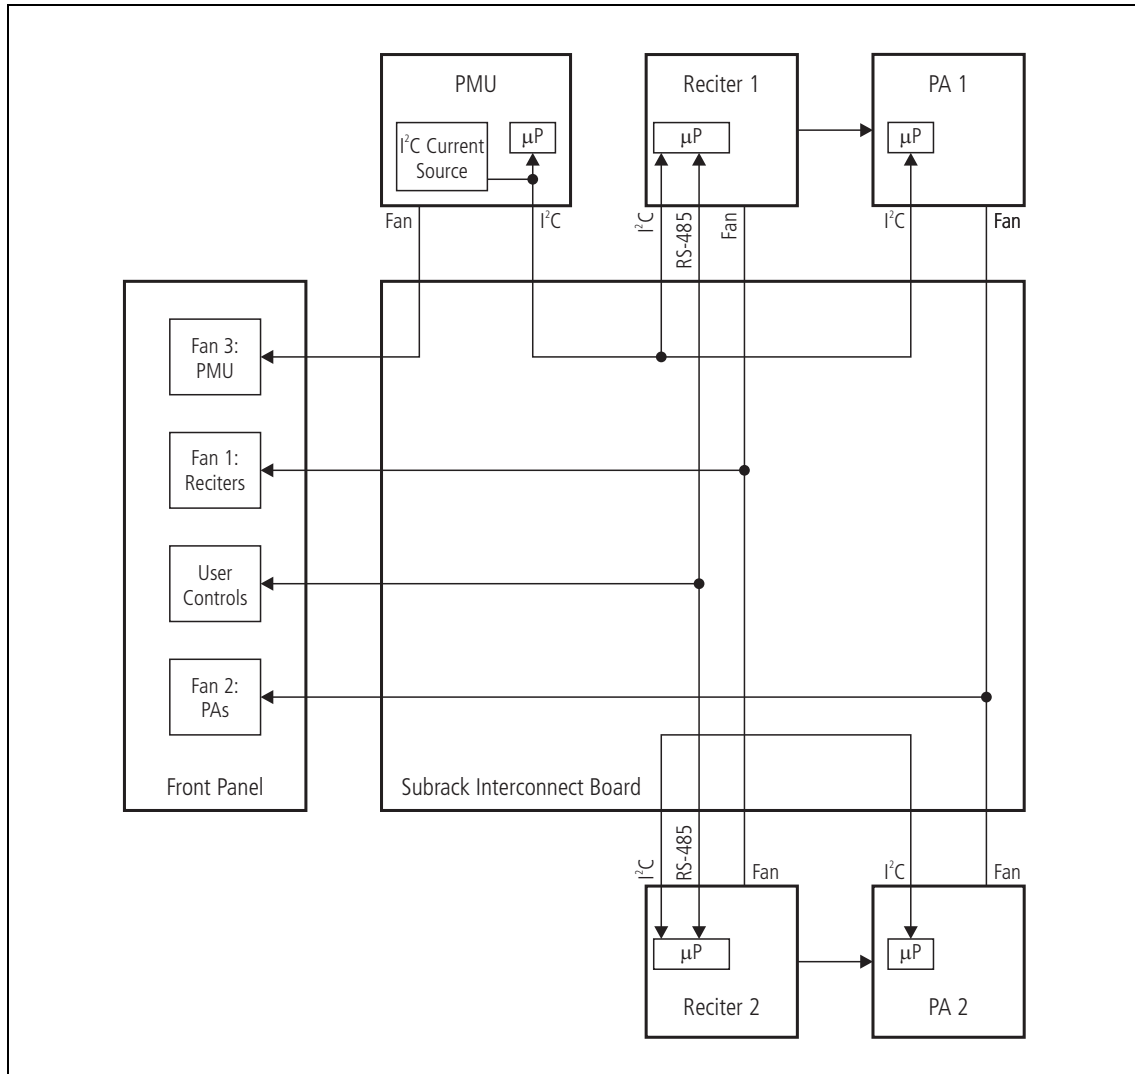 PMU
Reciter 1
PA 1
I²C Current
Source
µP
µP
µP
Fan
I²C
I²C
RS-485
Fan
I²C
Fan
Fan 3:
PMU
Fan 1:
Reciters
User
Controls
Fan 2:
PAs
Front Panel
Subrack Interconnect Board
I²C
RS-485
Fan
I²C
Fan
µP
µP
Reciter 2
PA 2